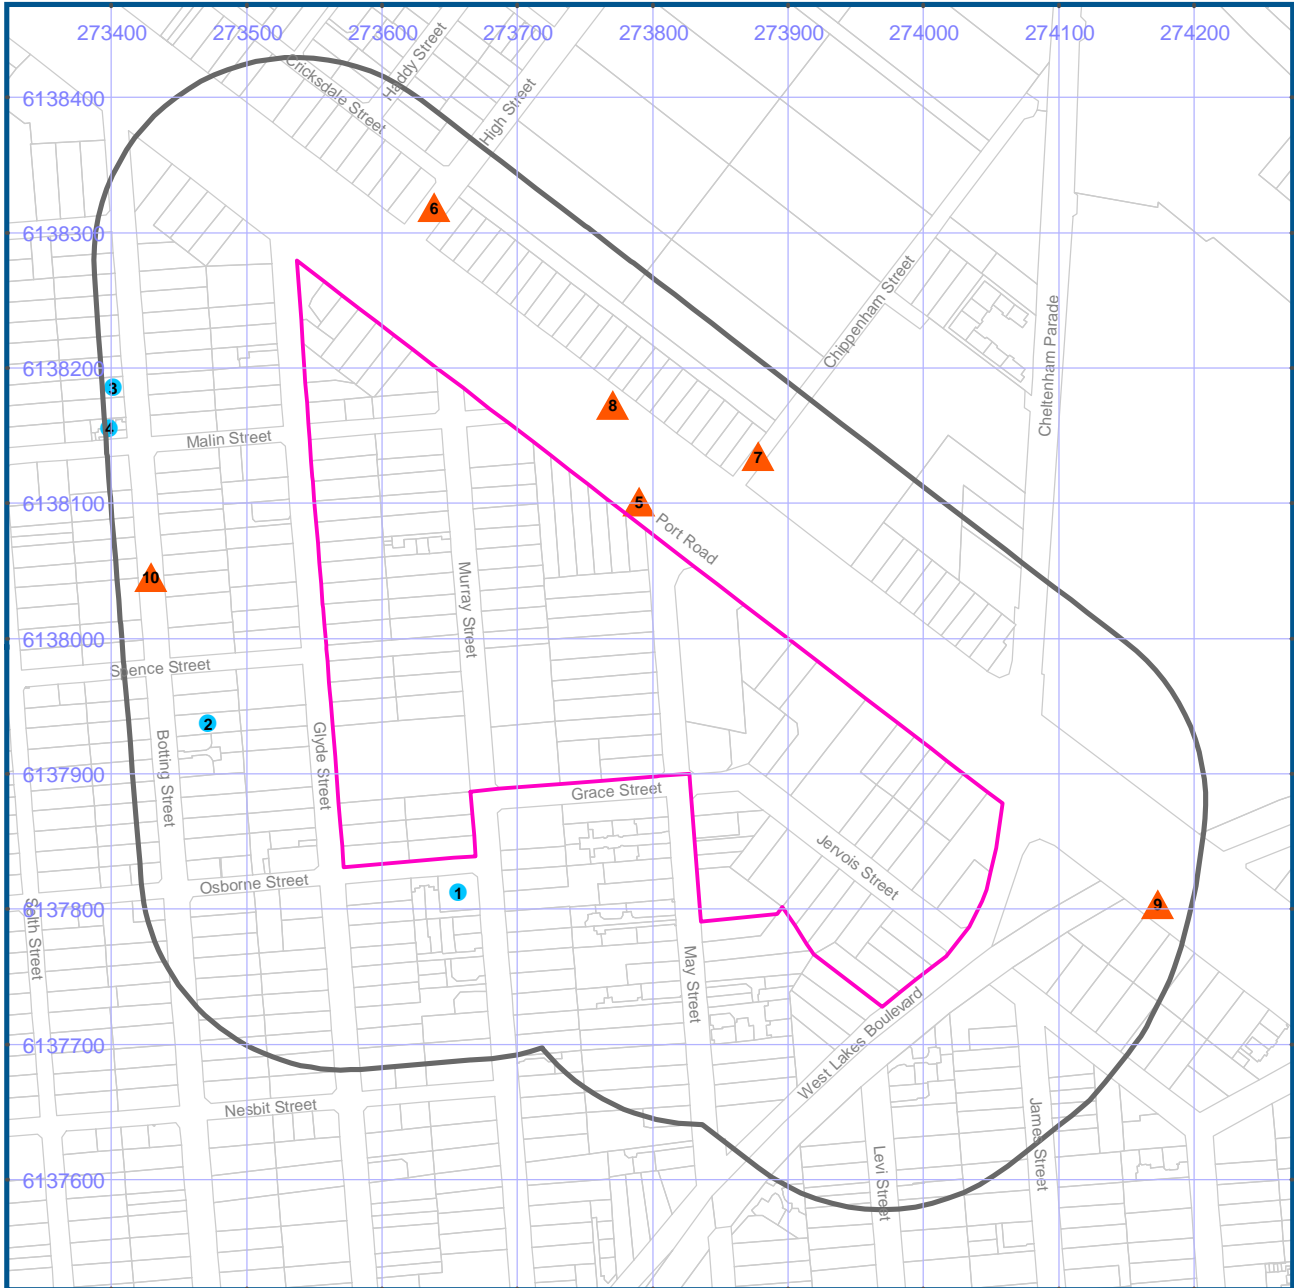 273400 273500 273600 273700 273800 273900 274000 274100 274200
Haddy Street
Cricksdale Street
6138400
High Street
6
6138300
Chippenham Street
Cheltenham Parade
6138200
3
8
4
Malin Street
7
6138100
5
Port Road
10
Murray Street
6138000
Spence Street
2
Glyde Street
Botting Street
6137900
Grace Street
Jervois Street
Osborne Street
1
6137800
9
Smith Street
May Street
West Lakes Boulevard
6137700
Nesbit Street
James Street
6137600
Levi Street